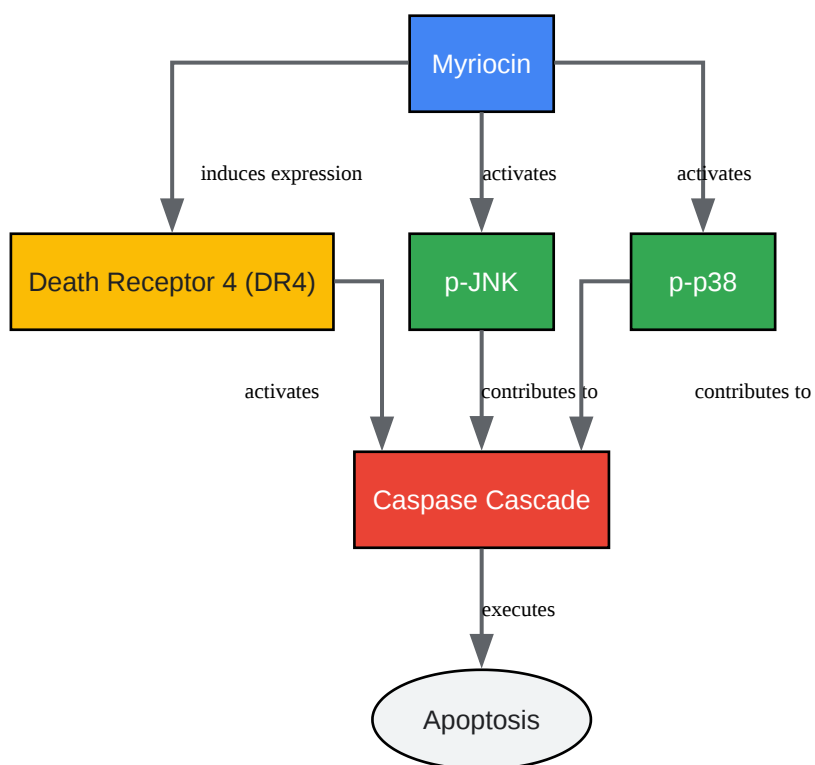 Myriocin
induces expression
activates
activates
Death Receptor 4 (DR4)
p-JNK
p-p38
activates
contributes to
contributes to
Caspase Cascade
executes
Apoptosis